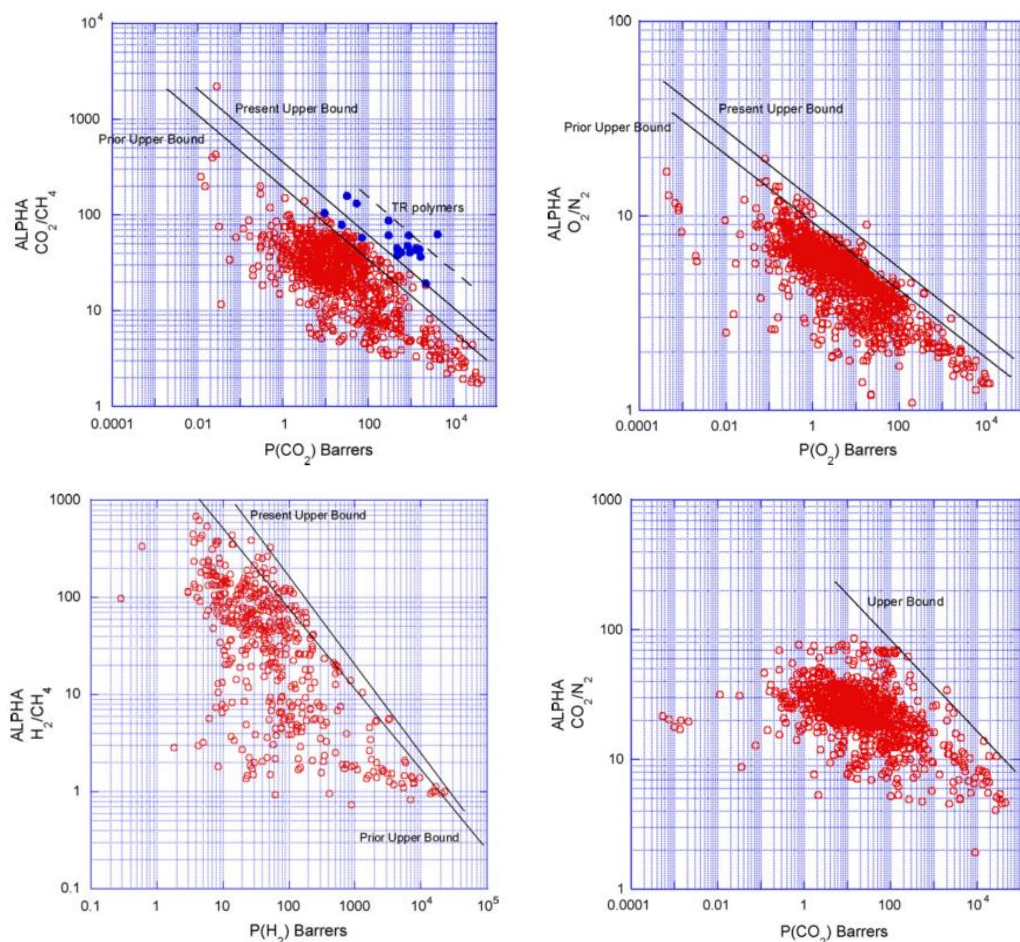 10⁴
1000
100
10
1
ALPHA
CO₂/CH₄
Present Upper Bound
Prior Upper Bound
TR polymers
0.0001
0.01
1
100
10⁴
P(CO₂) Barrers
100
10
1
ALPHA
O₂/N₂
Present Upper Bound
Prior Upper Bound
0.0001
0.01
1
100
10⁴
P(O₂) Barrers
1000
100
10
1
0.1
ALPHA
H₂/CH₄
Present Upper Bound
Prior Upper Bound
0.1
1
10
100
1000
10⁴
10⁵
P(H₂) Barrers
1000
100
10
1
ALPHA
CO₂/N₂
Upper Bound
0.0001
0.01
1
100
10⁴
P(CO₂) Barrers